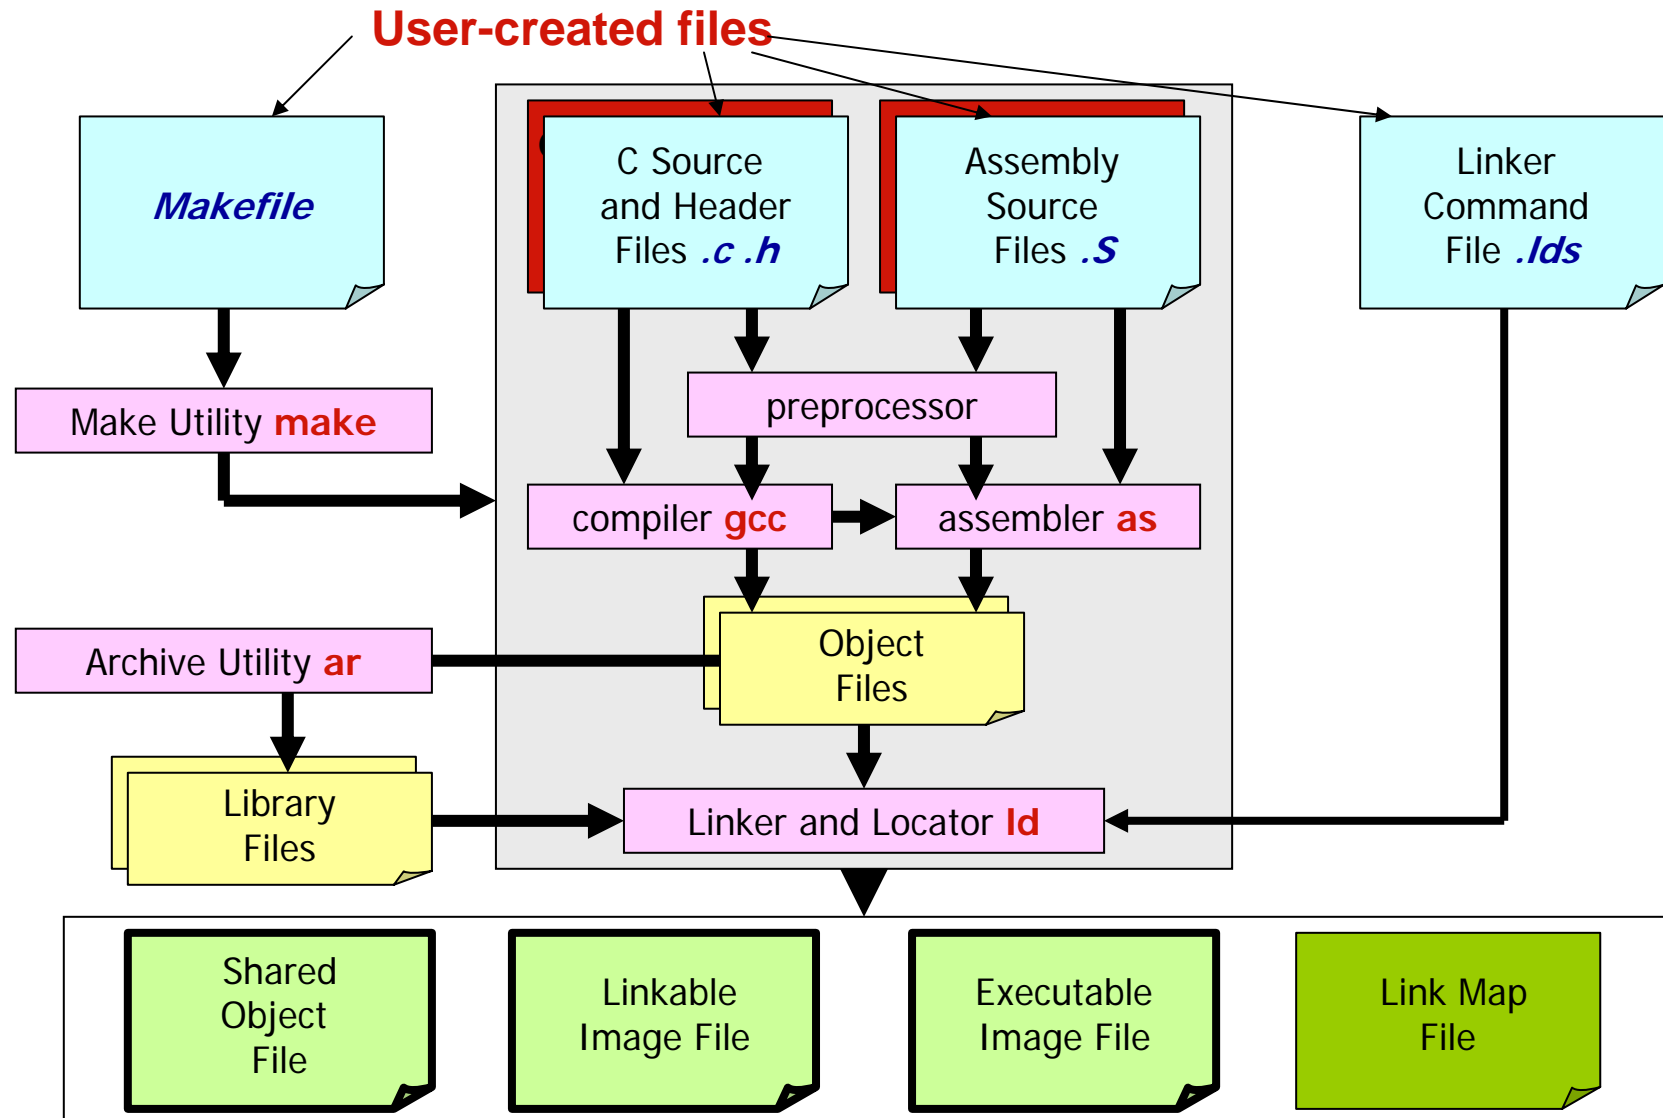 User-created files
Makefile
C Source
and Header
Files .c .h
Assembly
Source
Files .S
Linker
Command
File .lds
Make Utility make
preprocessor
compiler gcc
assembler as
Archive Utility ar
Object
Files
Library
Files
Linker and Locator ld
Shared
Object
File
Linkable
Image File
Executable
Image File
Link Map
File